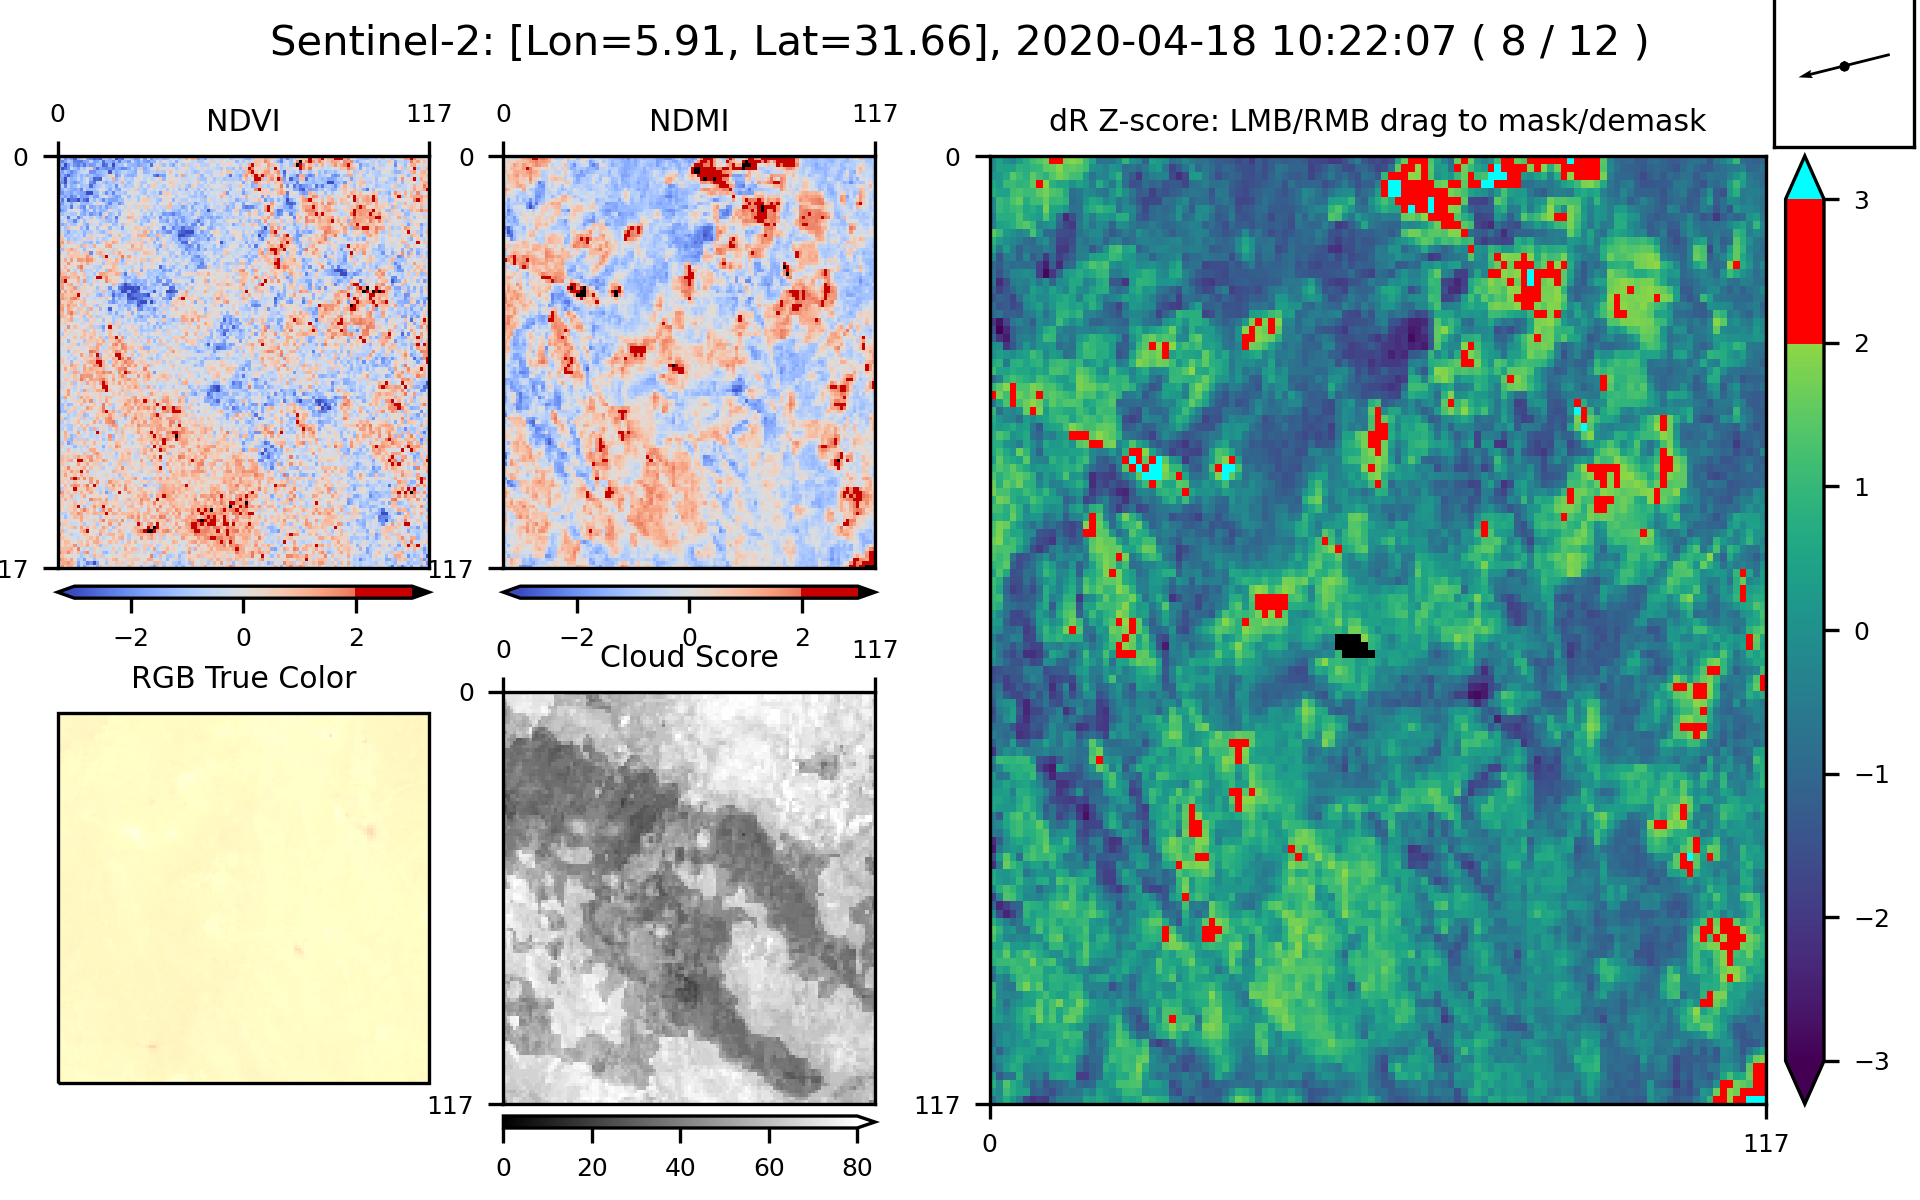 Sentinel-2: [Lon=5.91, Lat=31.66], 2020-04-18 10:22:07 ( 8 / 12 )
0 NDVI 117
0
17
−2 0 2
0 NDMI 117
0
117
−2 0 2
dR Z-score: LMB/RMB drag to mask/demask
0
117
0 117
3
2
1
0
−1
−2
−3
RGB True Color
0 Cloud Score 117
0
117
0 20 40 60 80